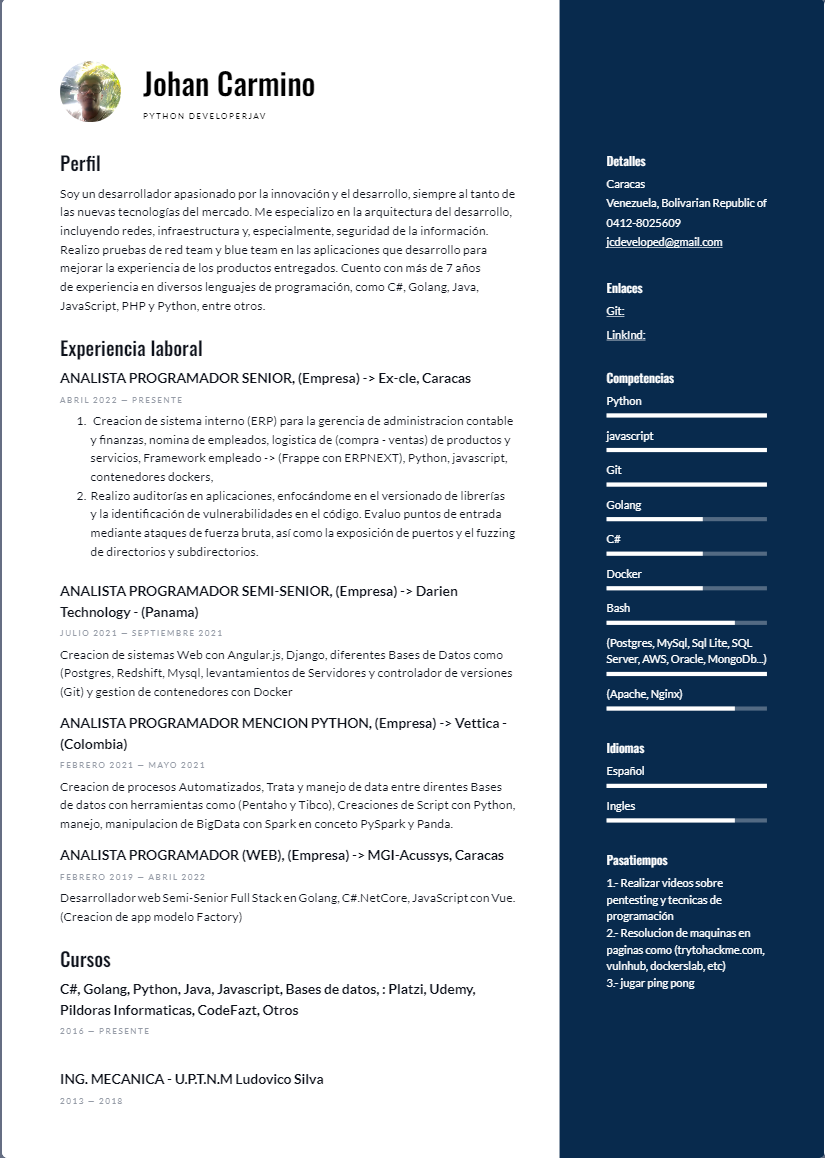 Johan Carmino
PYTHON DEVELOPERJAV
Perfil
Soy un desarrollador apasionado por la innovación y el desarrollo, siempre al tanto de
las nuevas tecnologías del mercado. Me especializo en la arquitectura del desarrollo,
incluyendo redes, infraestructura y, especialmente, seguridad de la información.
Realizo pruebas de red team y blue team en las aplicaciones que desarrollo para
mejorar la experiencia de los productos entregados. Cuento con más de 7 años
de experiencia en diversos lenguajes de programación, como C#, Golang, Java,
JavaScript, PHP y Python, entre otros.
Experiencia laboral
ANALISTA PROGRAMADOR SENIOR, (Empresa) -> Ex-cle, Caracas
ABRIL 2022 — PRESENTE
1. Creacion de sistema interno (ERP) para la gerencia de administracion contable
y finanzas, nomina de empleados, logistica de (compra - ventas) de productos y
servicios, Framework empleado -> (Frappe con ERPNEXT), Python, javascript,
contenedores dockers,
2. Realizo auditorías en aplicaciones, enfocándome en el versionado de librerías
y la identificación de vulnerabilidades en el código. Evaluo puntos de entrada
mediante ataques de fuerza bruta, así como la exposición de puertos y el fuzzing
de directorios y subdirectorios.
ANALISTA PROGRAMADOR SEMI-SENIOR, (Empresa) -> Darien
Technology - (Panama)
JULIO 2021 — SEPTIEMBRE 2021
Creacion de sistemas Web con Angular.js, Django, diferentes Bases de Datos como
(Postgres, Redshift, Mysql, levantamientos de Servidores y controlador de versiones
(Git) y gestion de contenedores con Docker
ANALISTA PROGRAMADOR MENCION PYTHON, (Empresa) -> Vettica -
(Colombia)
FEBRERO 2021 — MAYO 2021
Creacion de procesos Automatizados, Trata y manejo de data entre direntes Bases
de datos con herramientas como (Pentaho y Tibco), Creaciones de Script con Python,
manejo, manipulacion de BigData con Spark en conceto PySpark y Panda.
ANALISTA PROGRAMADOR (WEB), (Empresa) -> MGI-Acussys, Caracas
FEBRERO 2019 — ABRIL 2022
Desarrollador web Semi-Senior Full Stack en Golang, C#.NetCore, JavaScript con Vue.
(Creacion de app modelo Factory)
Cursos
C#, Golang, Python, Java, Javascript, Bases de datos, : Platzi, Udemy,
Pildoras Informaticas, CodeFazt, Otros
2016 — PRESENTE
ING. MECANICA - U.P.T.N.M Ludovico Silva
2013 — 2018
Detalles
Caracas
Venezuela, Bolivarian Republic of
0412-8025609
jcdeveloped@gmail.com
Enlaces
Git:
LinkInd:
Competencias
Python
javascript
Git
Golang
C#
Docker
Bash
(Postgres, MySql, Sql Lite, SQL
Server, AWS, Oracle, MongoDb...)
(Apache, Nginx)
Idiomas
Español
Ingles
Pasatiempos
1.- Realizar videos sobre
pentesting y tecnicas de
programación
2.- Resolucion de maquinas en
paginas como (trytohackme.com,
vulnhub, dockerslab, etc)
3.- jugar ping pong